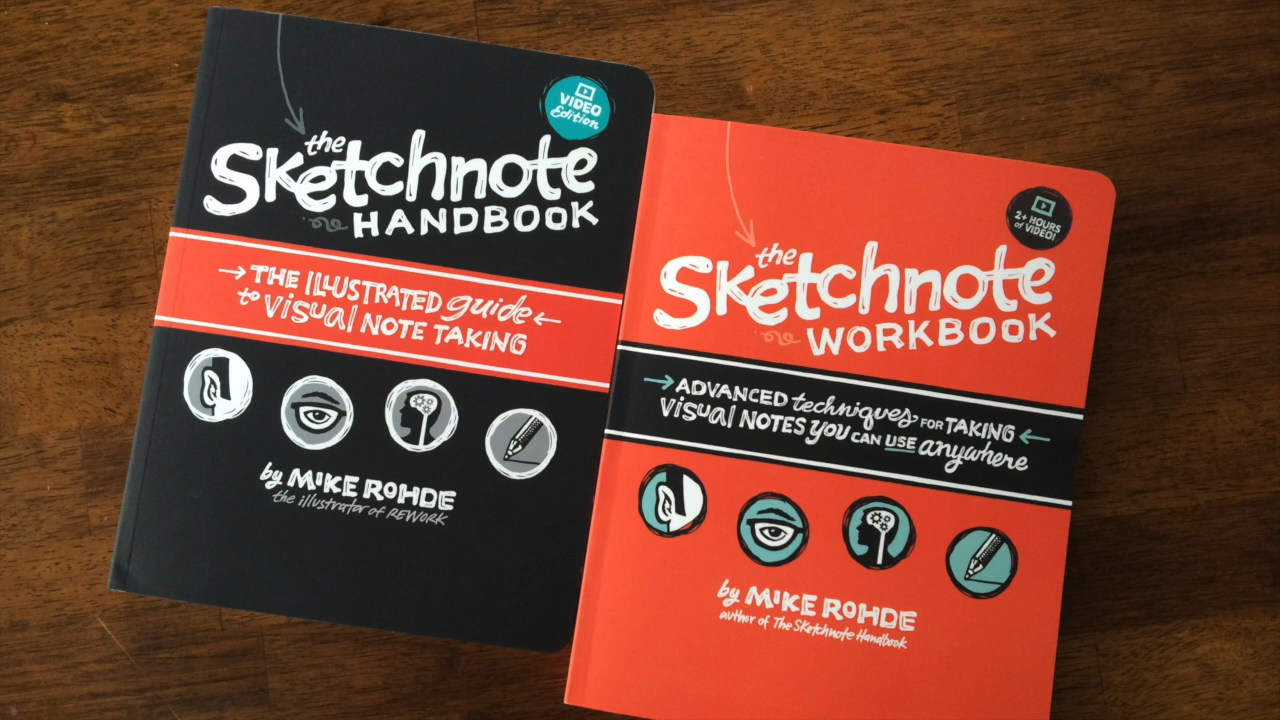 VIDEO
Edition
the
Sketchnote
HANDBOOK
THE ILLUSTRATED guide
to visual NOTE TAKING
by MIKE ROHDE
the illustrator of REWORK
2+ HOURS
of VIDEO!
the
Sketchnote
WORKBOOK
ADVANCED techniques FOR TAKING
visual NOTES you CAN USE anywhere
by MIKE ROHDE
author of The Sketchnote Handbook